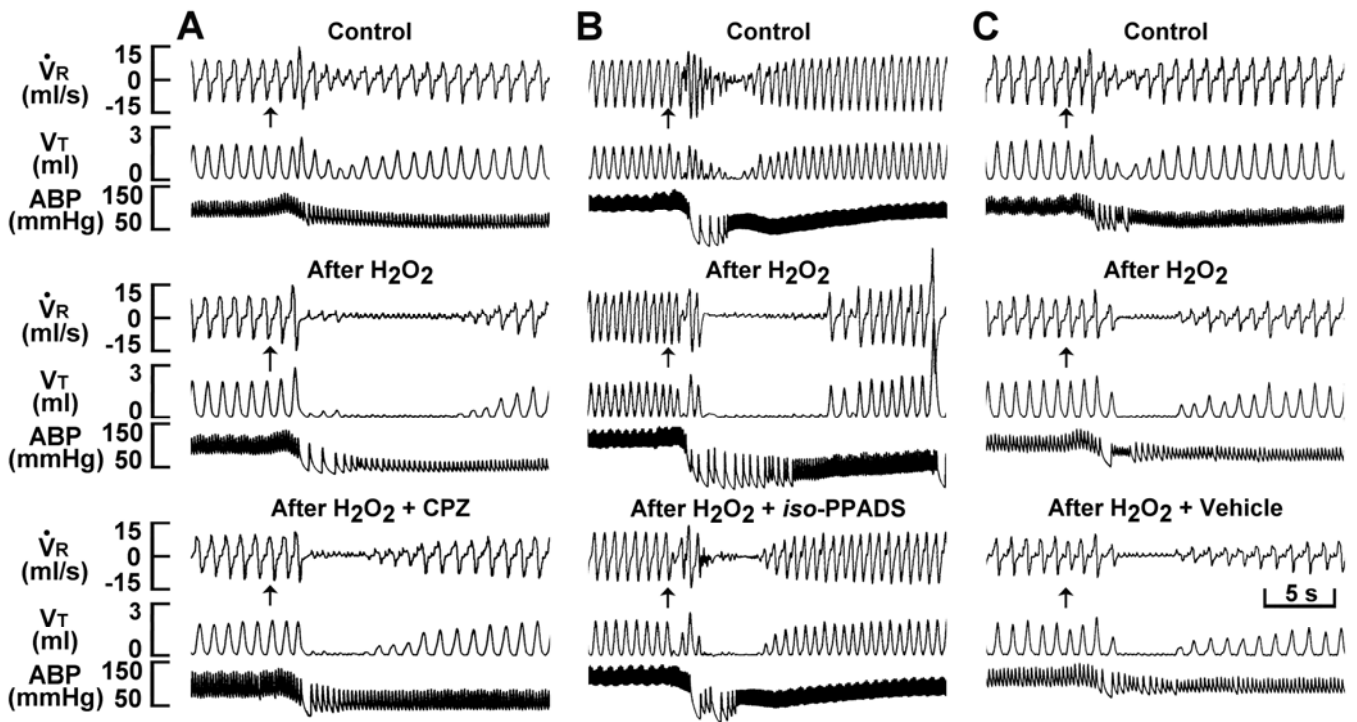 A B C
Control Control Control
V̇R (ml/s) 15 0 -15
VT (ml) 3 0
ABP (mmHg) 150 50
After H2O2 After H2O2 After H2O2
V̇R (ml/s) 15 0 -15
VT (ml) 3 0
ABP (mmHg) 150 50
After H2O2 + CPZ After H2O2 + iso-PPADS After H2O2 + Vehicle
V̇R (ml/s) 15 0 -15
5 s
VT (ml) 3 0
ABP (mmHg) 150 50